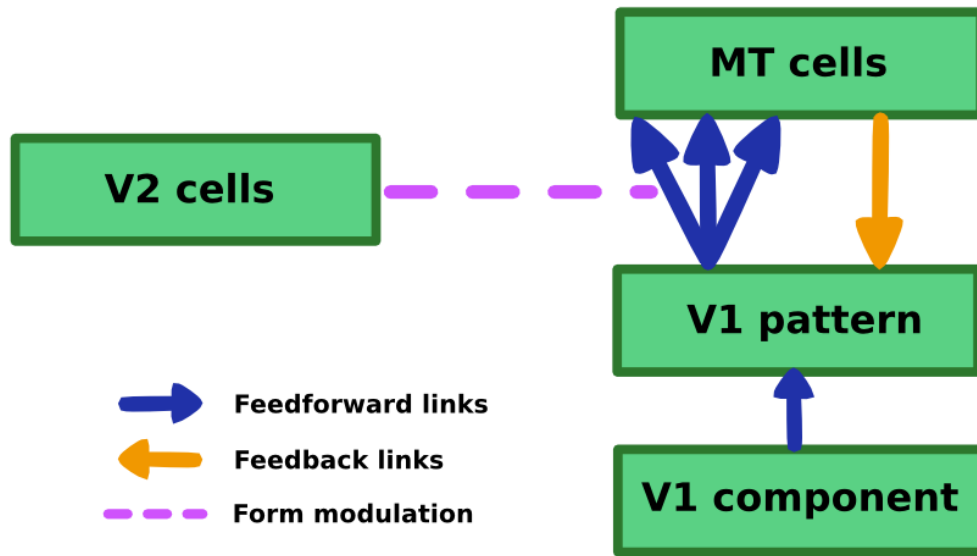 MT cells
V2 cells
V1 pattern
Feedforward links
Feedback links
V1 component
Form modulation